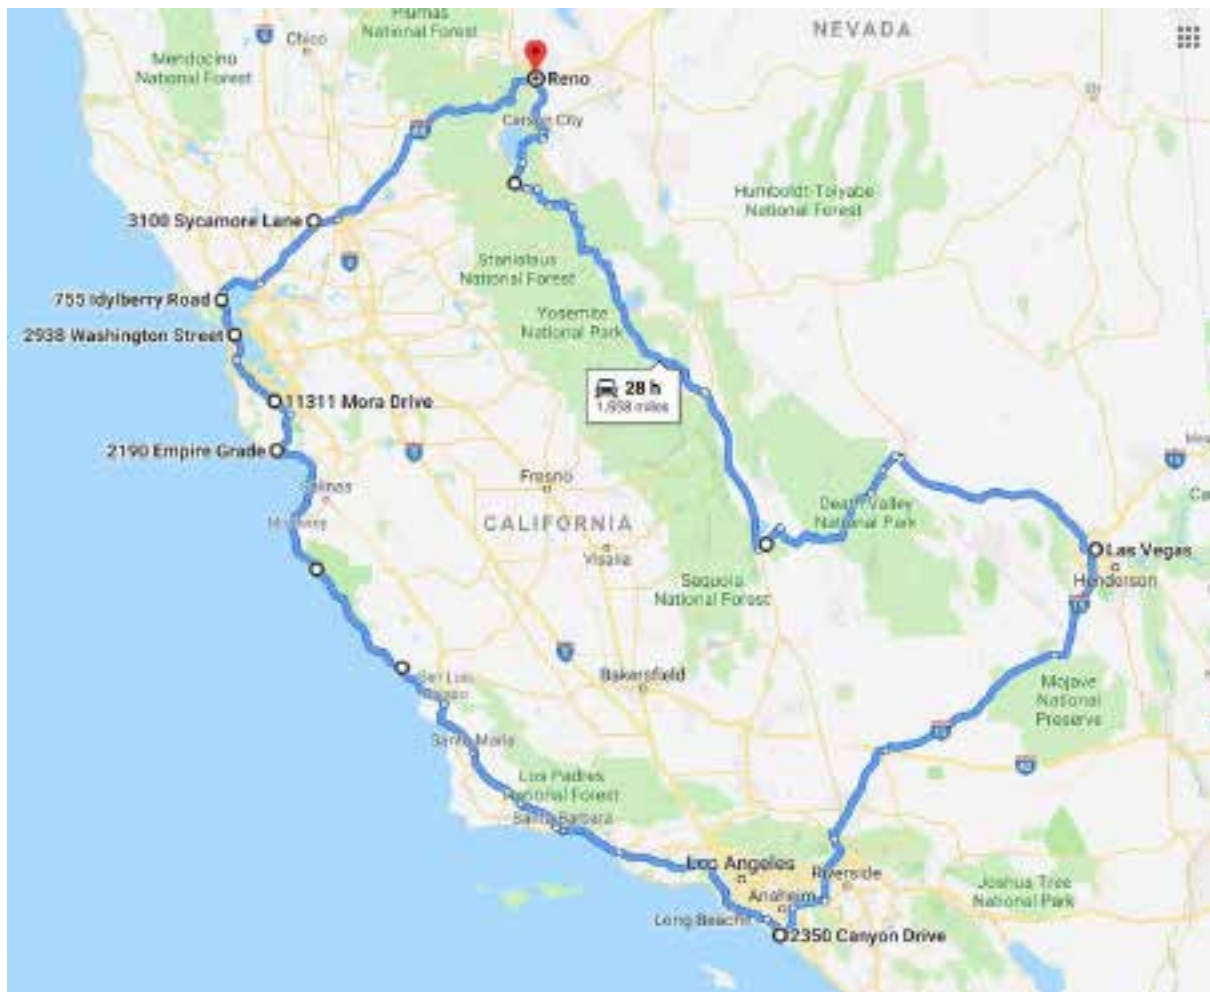 Plumas
National Forest
NEVADA
Chico
Mendocino
National Forest
Reno
Carson City
Humboldt-Toiyabe
National Forest
3100 Sycamore Lane
Stanislaus
National Forest
755 Idylberry Road
Yosemite
National Park
2938 Washington Street
28 h
11311 Mora Drive
2190 Empire Grade
Fresno
Salinas
Death Valley
National Park
CALIFORNIA
Monterey
Visalia
Las Vegas
Henderson
Sequoia
National Forest
San Luis
Obispo
Bakersfield
Mojave
National
Preserve
Santa Maria
Los Padres
National Forest
Santa Barbara
Los Angeles
Riverside
Joshua Tree
National Park
Anaheim
Long Beach
2350 Canyon Drive